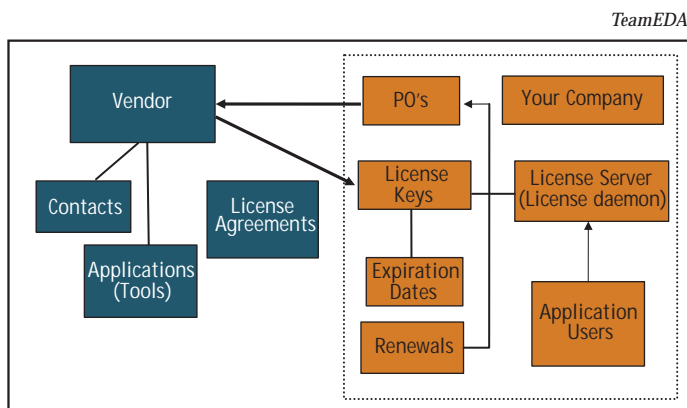 TeamEDA
Vendor
PO's
Your Company
License
Keys
License Server
(License daemon)
Contacts
License
Agreements
Applications
(Tools)
Expiration
Dates
Application
Users
Renewals